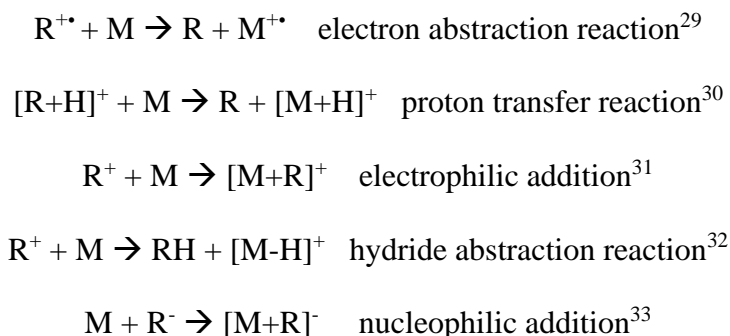 R⁺• + M → R + M⁺• electron abstraction reaction²⁹
[R+H]⁺ + M → R + [M+H]⁺ proton transfer reaction³⁰
R⁺ + M → [M+R]⁺ electrophilic addition³¹
R⁺ + M → RH + [M-H]⁺ hydride abstraction reaction³²
M + R⁻ → [M+R]⁻ nucleophilic addition³³